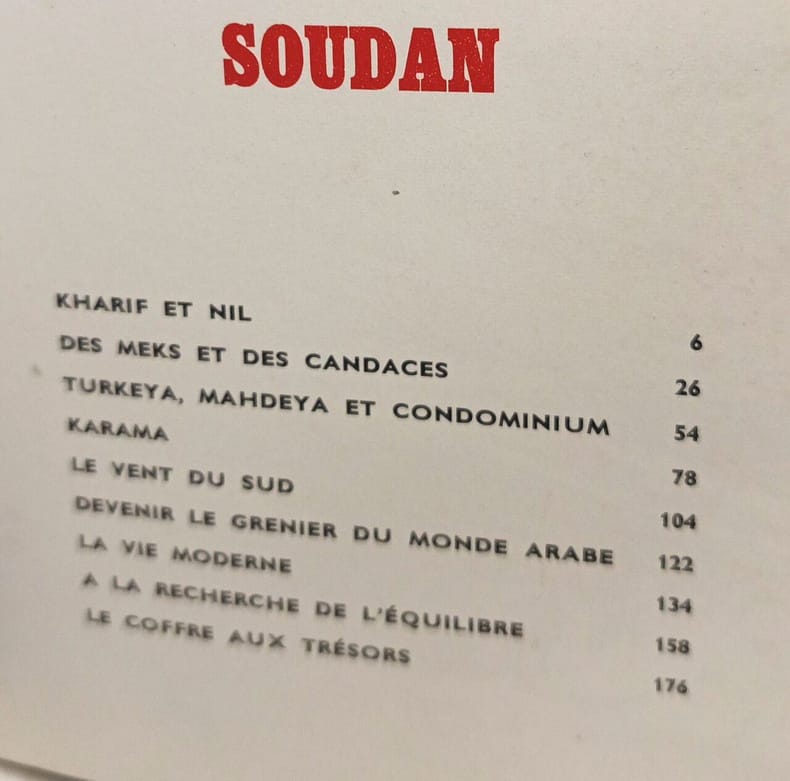 SOUDAN
KHARIF ET NIL 6
DES MEKS ET DES CANDACES 26
TURKEYA, MAHDEYA ET CONDOMINIUM 54
KARAMA 78
LE VENT DU SUD 104
DEVENIR LE GRENIER DU MONDE ARABE 122
LA VIE MODERNE 134
A LA RECHERCHE DE L'ÉQUILIBRE 158
LE COFFRE AUX TRÉSORS 176